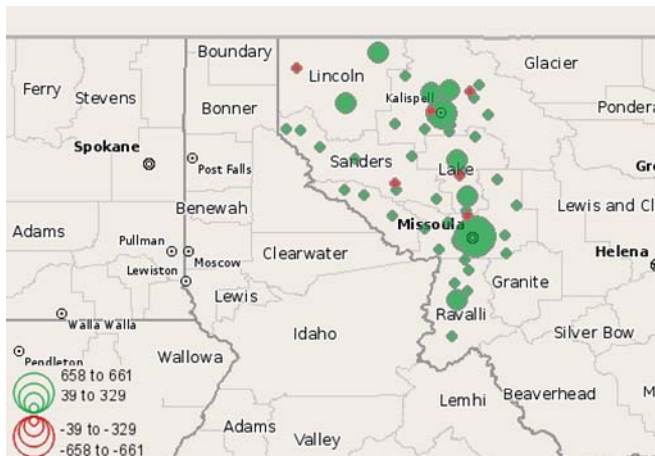 Boundary
Glacier
Lincoln
Ferry
Stevens
Kalispell
Bonner
Pondera
Spokane
Post Falls
Sanders
Lake
Gr
Benewah
Lewis and Cl
Adams
Missoula
Pullman
Moscow
Clearwater
Helena
Lewiston
Lewis
Granite
Walla Walla
Idaho
Ravalli
Silver Bow
Pendleton
Wallowa
658 to 661
39 to 329
Lemhi
Beaverhead
M
-39 to -329
-658 to -661
Adams
Valley